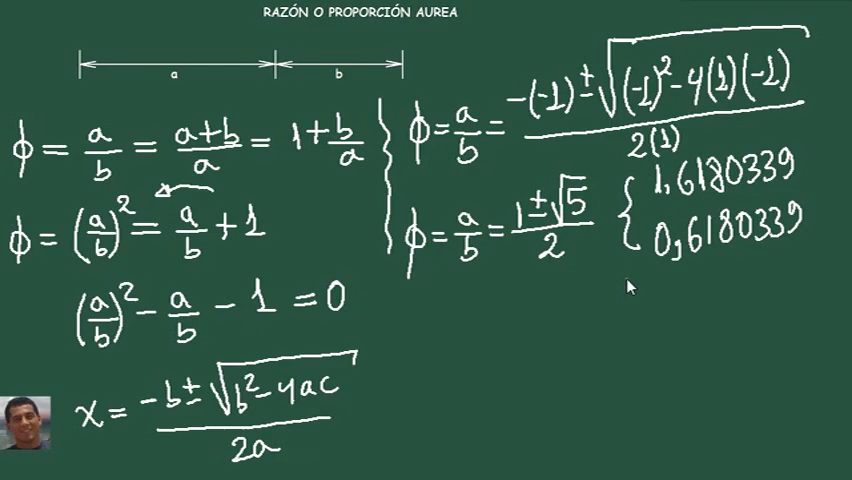 RAZÓN O PROPORCIÓN AUREA
a b
ϕ = a/b = (a+b)/a = 1 + b/a
ϕ = (a/b)² = a/b + 1
(a/b)² - a/b - 1 = 0
x = (-b ± √(b² - 4ac))/2a
ϕ = a/b = (-(-1) ± √((-1)² - 4(1)(-1)))/2(1)
ϕ = a/b = (1 ± √5)/2 { 1,6180339
0,6180339